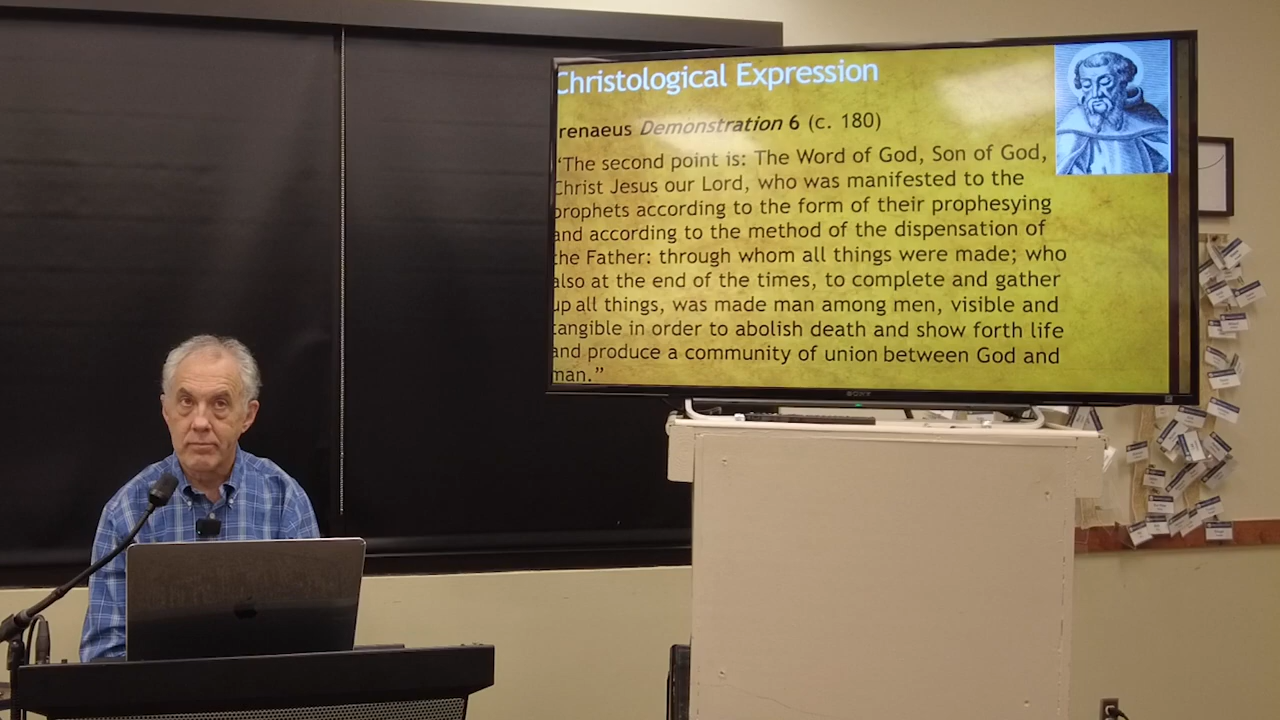 Christological Expression
renaeus Demonstration 6 (c. 180)
"The second point is: The Word of God, Son of God,
Christ Jesus our Lord, who was manifested to the
prophets according to the form of their prophesying
and according to the method of the dispensation of
the Father: through whom all things were made; who
also at the end of the times, to complete and gather
up all things, was made man among men, visible and
tangible in order to abolish death and show forth life
and produce a community of union between God and
man."
SONY